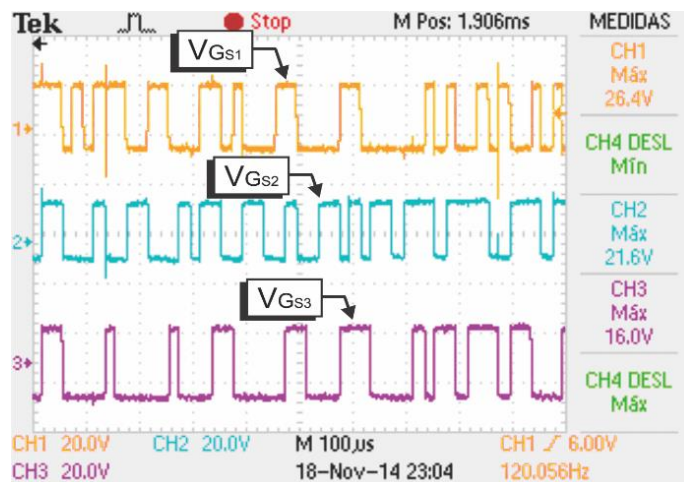 Tek Stop M Pos: 1.906ms MEDIDAS
VGS1
VGS2
VGS3
1
2
3
CH1
Máx
26.4V
CH4 DESL
Mín
CH2
Máx
21.6V
CH3
Máx
16.0V
CH4 DESL
Máx
CH1 20.0V CH2 20.0V M 100µs CH1 6.00V
CH3 20.0V 18-Nov-14 23:04 120.056Hz